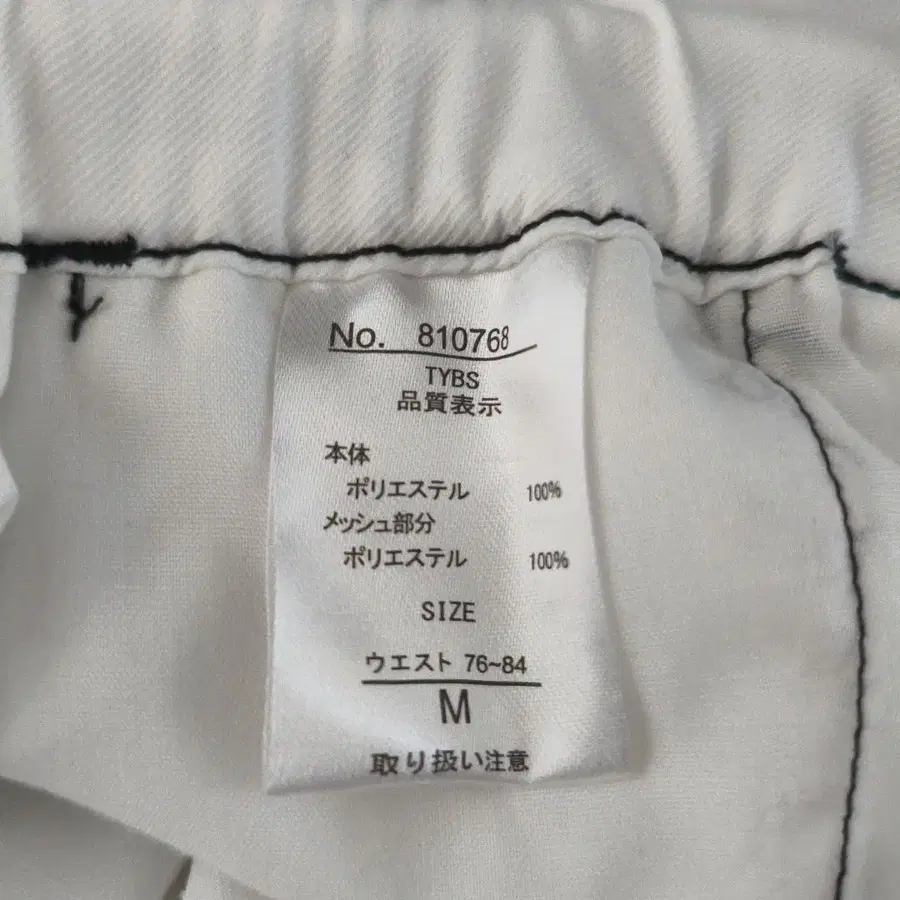 No. 810768
TYBS
品質表示
本体
ポリエステル 100%
メッシュ部分
ポリエステル 100%
SIZE
ウエスト 76~84
M
取り扱い注意